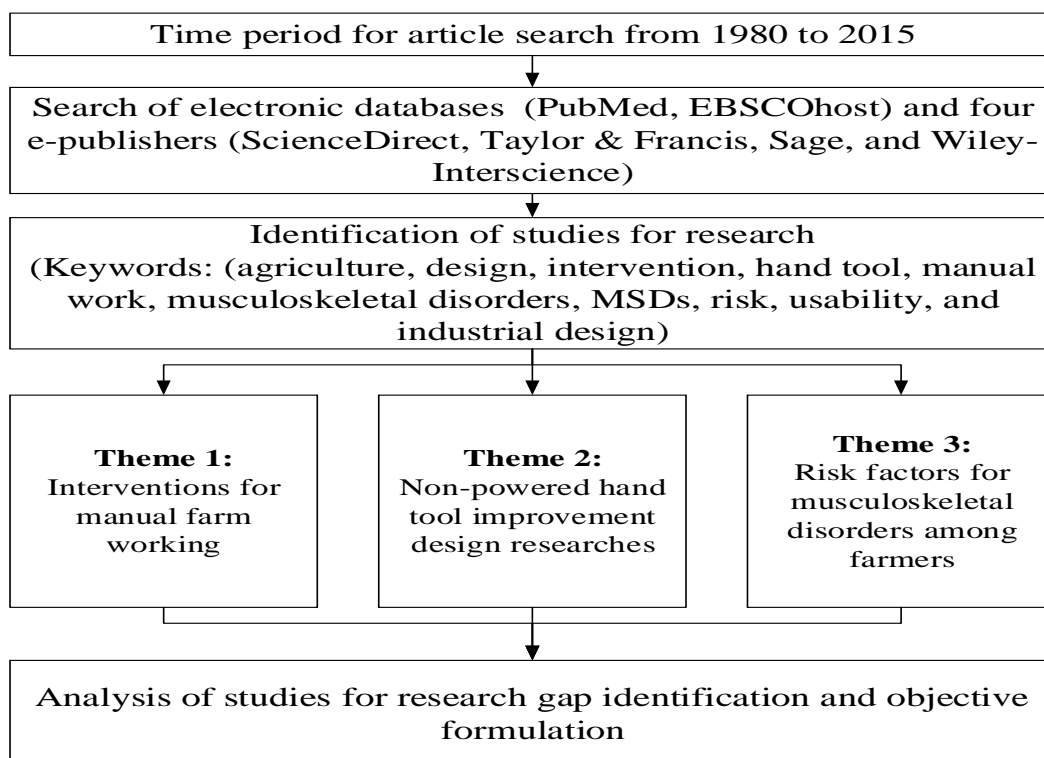 Time period for article search from 1980 to 2015
Search of electronic databases (PubMed, EBSCOhost) and four
e-publishers (ScienceDirect, Taylor & Francis, Sage, and Wiley-
Interscience)
Identification of studies for research
(Keywords: (agriculture, design, intervention, hand tool, manual
work, musculoskeletal disorders, MSDs, risk, usability, and
industrial design)
Theme 1:
Interventions for
manual farm
working
Theme 2:
Non-powered hand
tool improvement
design researches
Theme 3:
Risk factors for
musculoskeletal
disorders among
farmers
Analysis of studies for research gap identification and objective
formulation